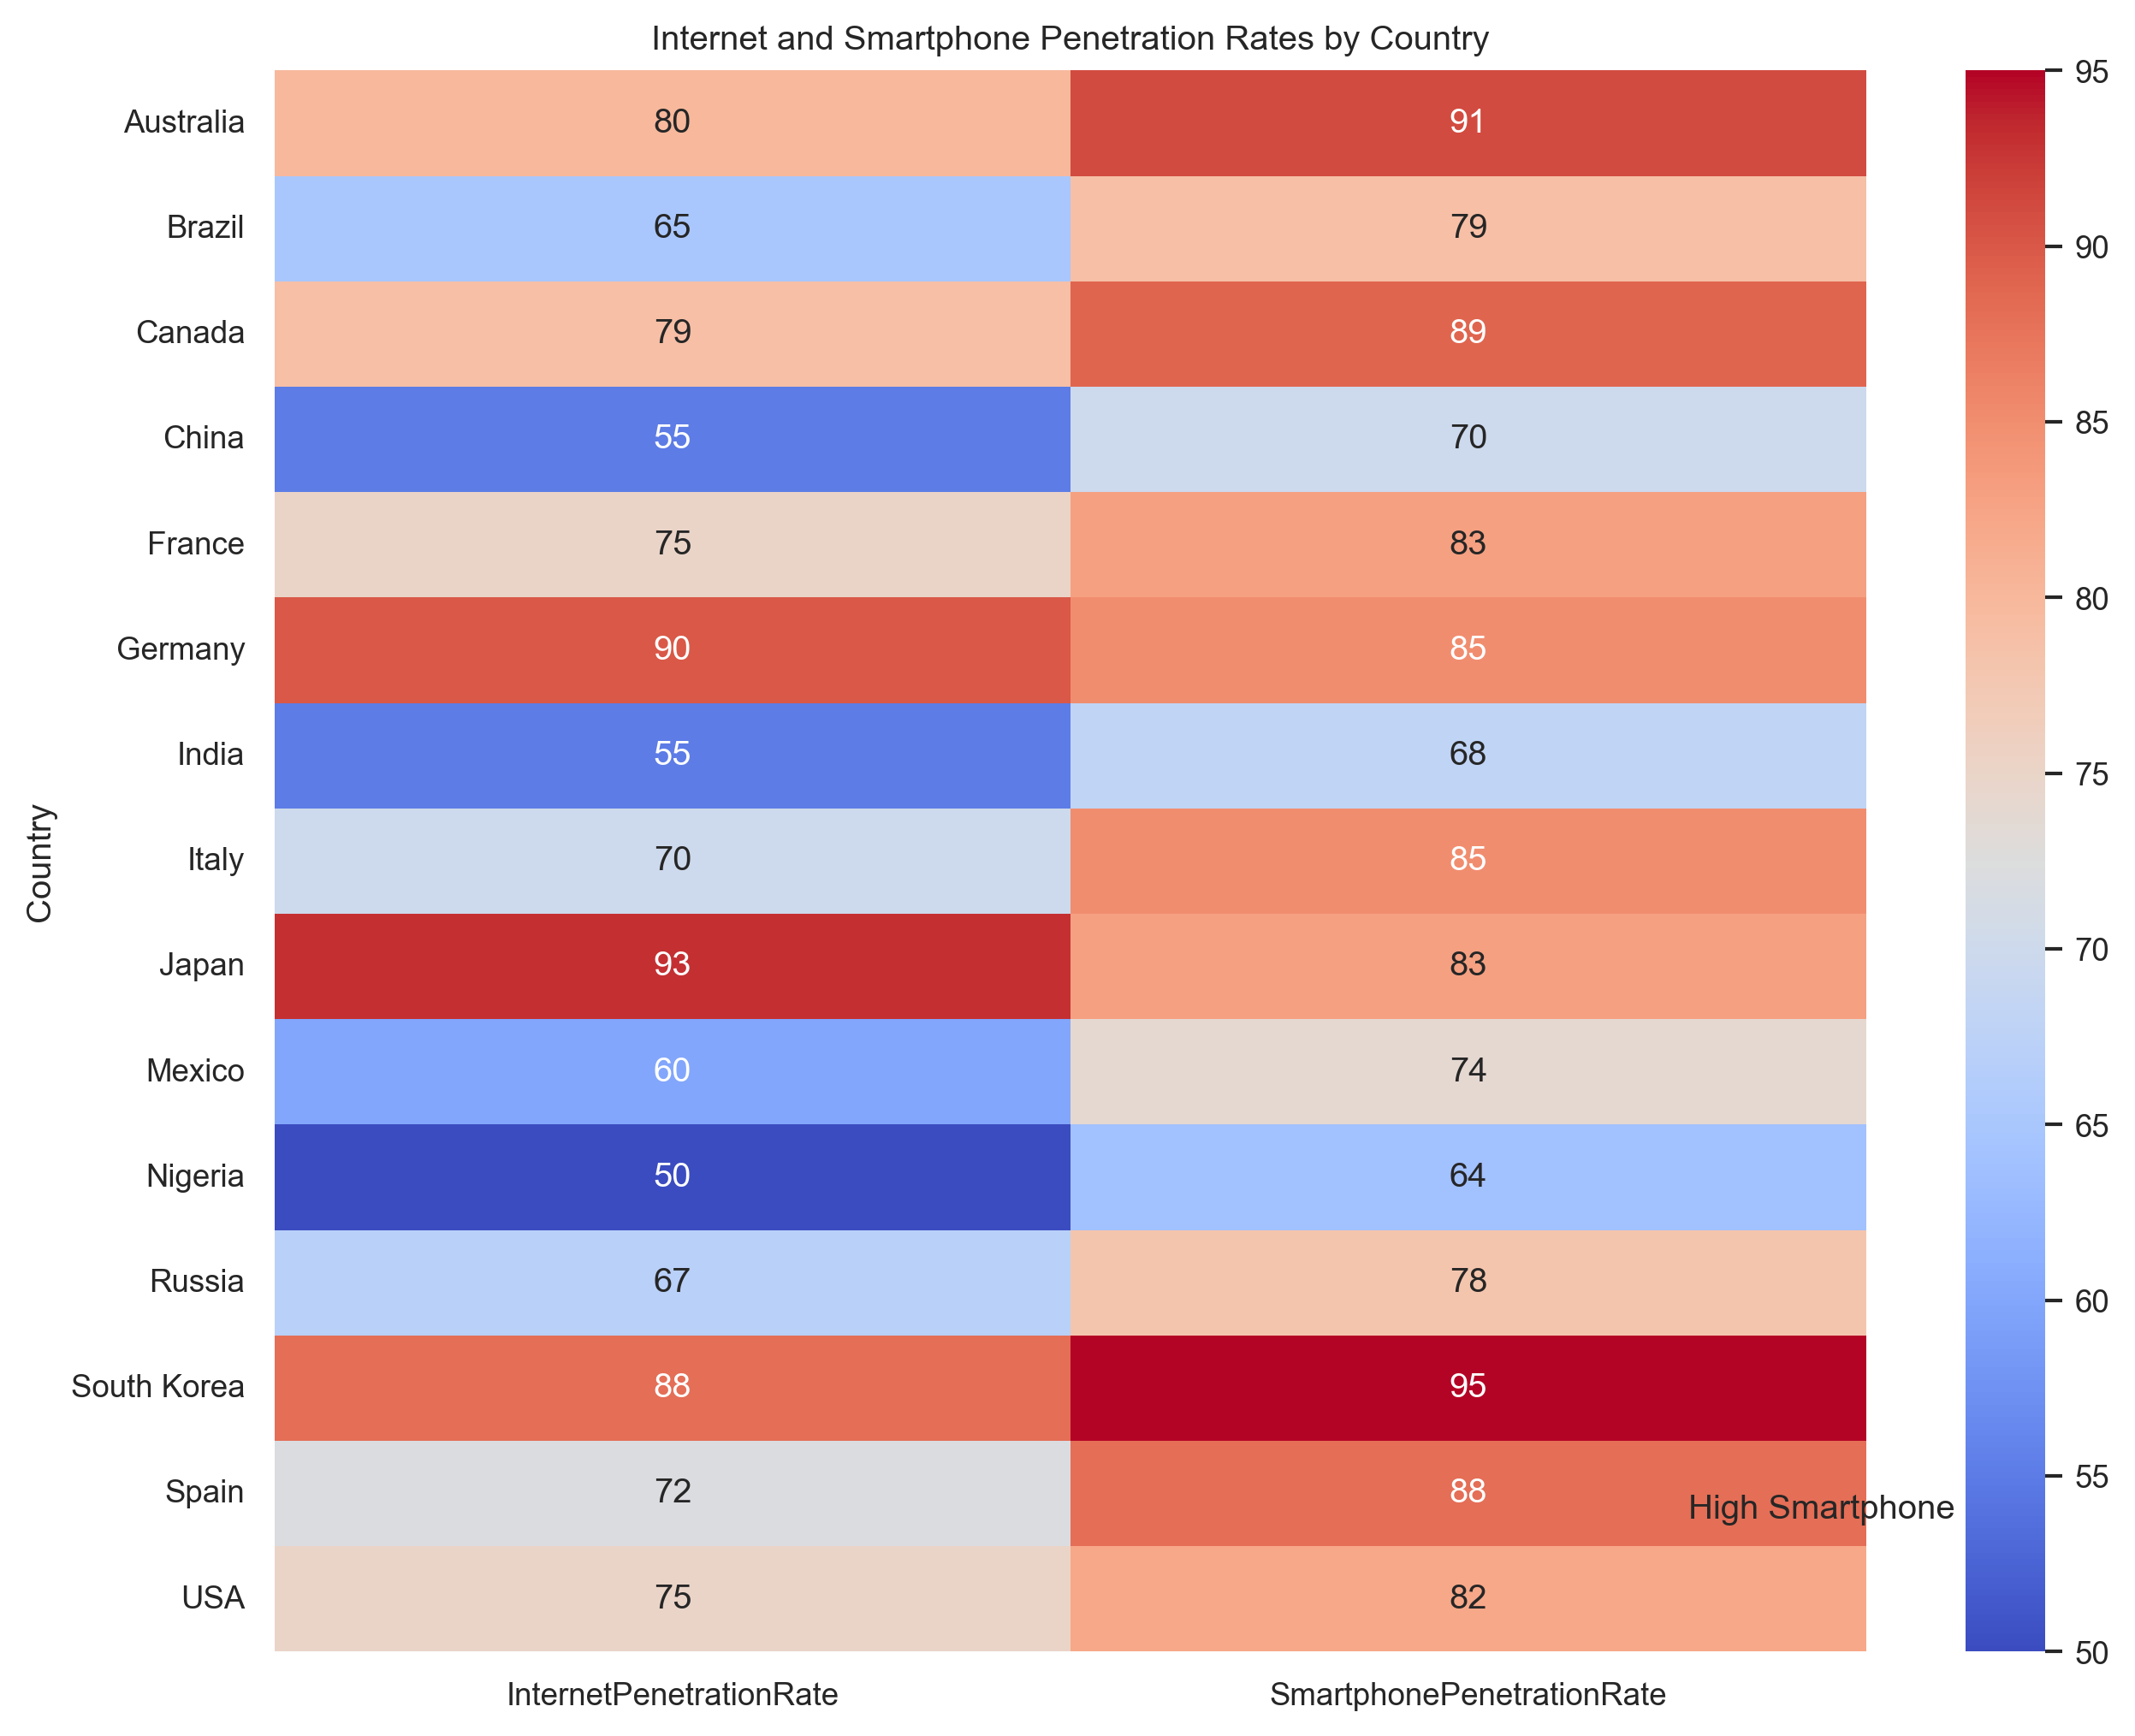 Internet and Smartphone Penetration Rates by Country
Country
Australia 80 91
Brazil 65 79
Canada 79 89
China 55 70
France 75 83
Germany 90 85
India 55 68
Italy 70 85
Japan 93 83
Mexico 60 74
Nigeria 50 64
Russia 67 78
South Korea 88 95
Spain 72 88
High Smartphone
USA 75 82
InternetPenetrationRate SmartphonePenetrationRate
95
90
85
80
75
70
65
60
55
50